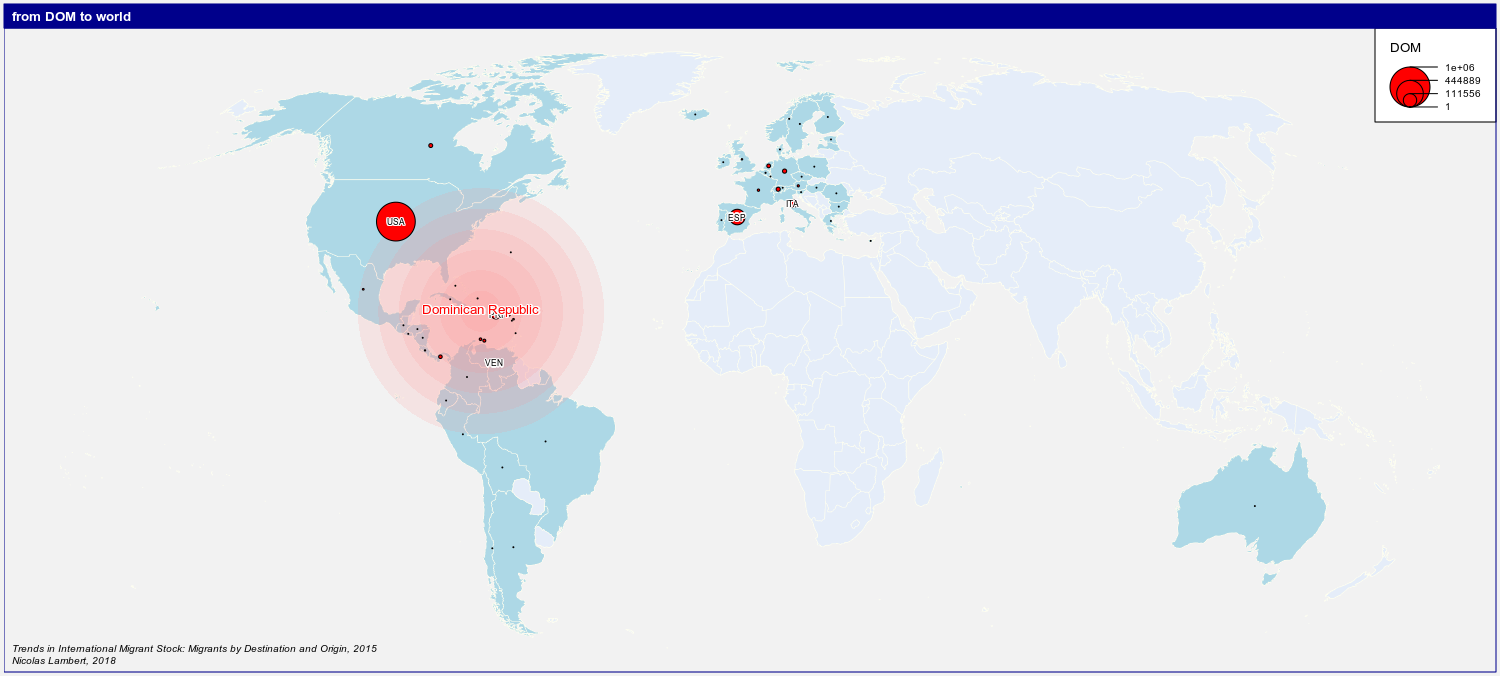 from DOM to world
DOM
1e+06
444889
111556
1
USA
ESP
ITA
Dominican Republic
VEN
Trends in International Migrant Stock: Migrants by Destination and Origin, 2015
Nicolas Lambert, 2018